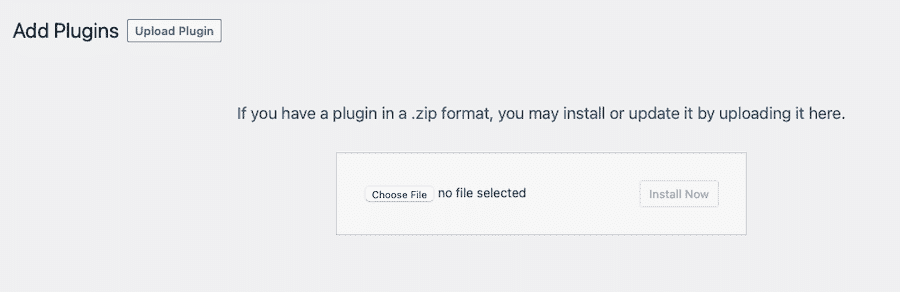 Add Plugins Upload Plugin
If you have a plugin in a .zip format, you may install or update it by uploading it here.
Choose File no file selected Install Now